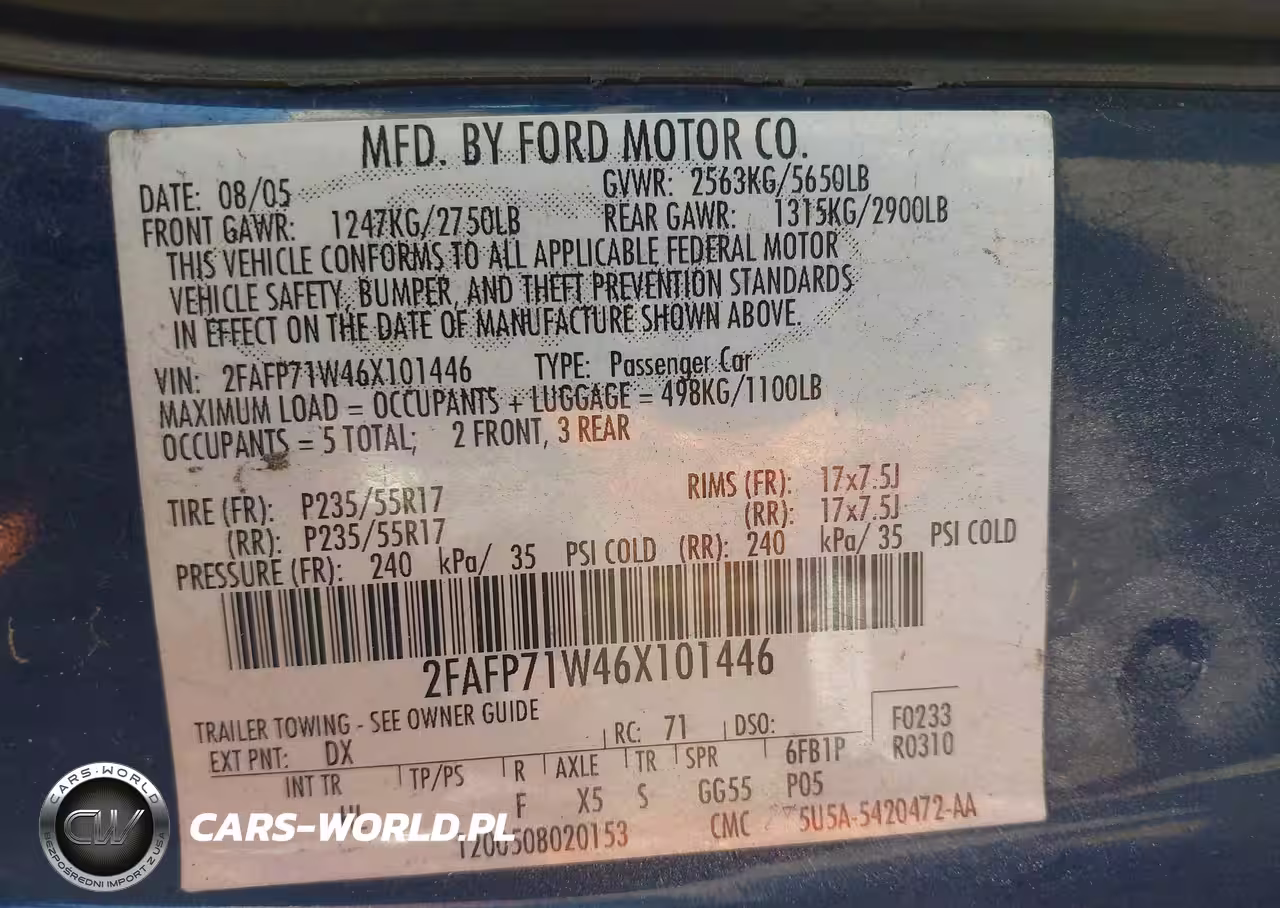 MFD. BY FORD MOTOR CO.
DATE: 08/05 GVWR: 2563KG/5650LB
FRONT GAWR: 1247KG/2750LB REAR GAWR: 1315KG/2900LB
THIS VEHICLE CONFORMS TO ALL APPLICABLE FEDERAL MOTOR
VEHICLE SAFETY, BUMPER, AND THEFT PREVENTION STANDARDS
IN EFFECT ON THE DATE OF MANUFACTURE SHOWN ABOVE.
VIN: 2FAFP71W46X101446 TYPE: Passenger Car
MAXIMUM LOAD = OCCUPANTS + LUGGAGE = 498KG/1100LB
OCCUPANTS = 5 TOTAL; 2 FRONT, 3 REAR
TIRE (FR): P235/55R17 RIMS (FR): 17x7.5J
(RR): P235/55R17 (RR): 17x7.5J
PRESSURE (FR): 240 kPa/ 35 PSI COLD (RR): 240 kPa/ 35 PSI COLD
2FAFP71W46X101446
TRAILER TOWING - SEE OWNER GUIDE
EXT PNT: DX RC: 71 DSO: F0233
INT TR TP/PS R AXLE TR SPR 6FB1P R0310
F X5 S GG55 P05
CMC 5U5A-5420472-AA
CARS-WORLD.PL
CARS-WORLD
CW
BEZPOŚREDNI IMPORT Z USA